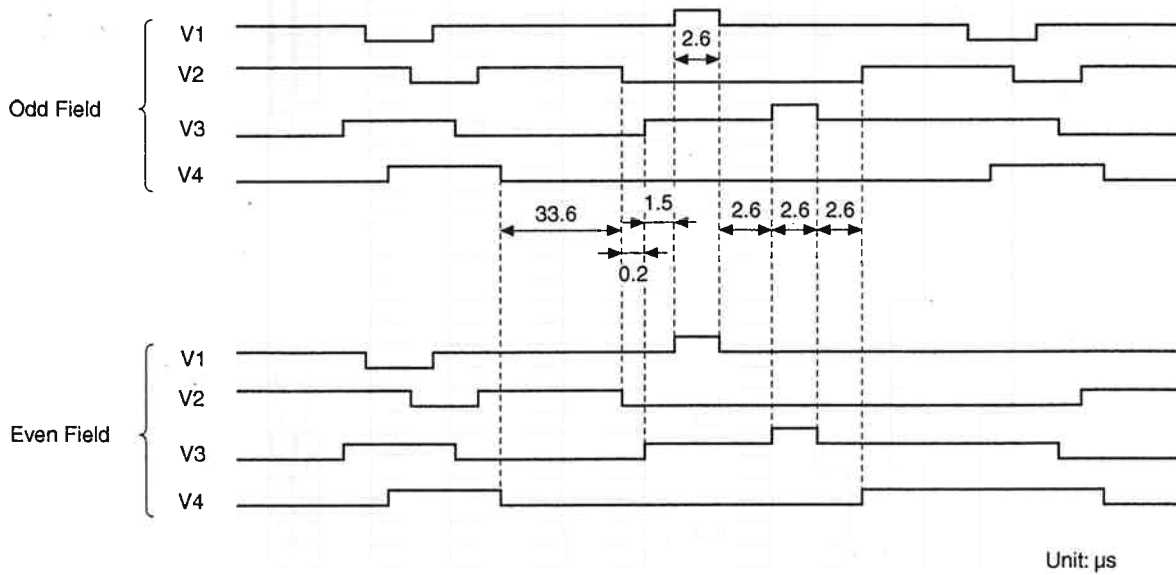 V1
2.6
V2
Odd Field
V3
V4
1.5
33.6
2.6 2.6 2.6
0.2
V1
V2
Even Field
V3
V4
Unit: µs